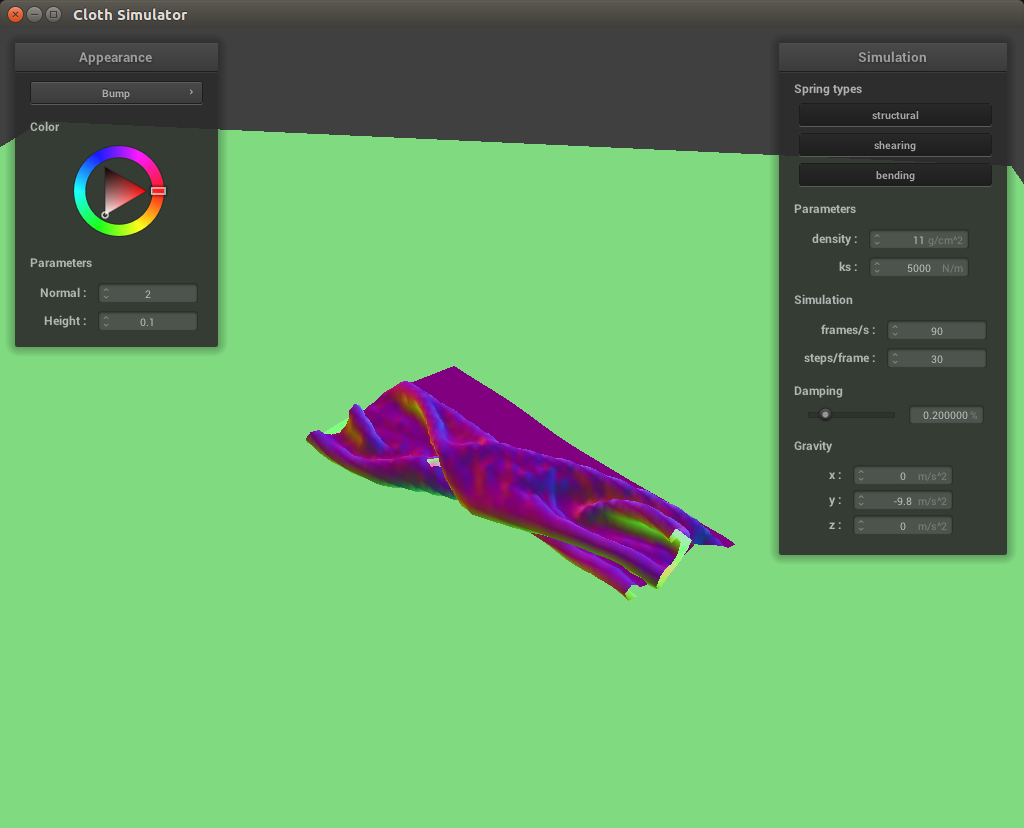 Cloth Simulator
Appearance
Bump
Color
Parameters
Normal : 2
Height : 0.1
Simulation
Spring types
structural
shearing
bending
Parameters
density : 11 g/cm^2
ks : 5000 N/m
Simulation
frames/s : 90
steps/frame : 30
Damping
0.200000 %
Gravity
x : 0 m/s^2
y : -9.8 m/s^2
z : 0 m/s^2